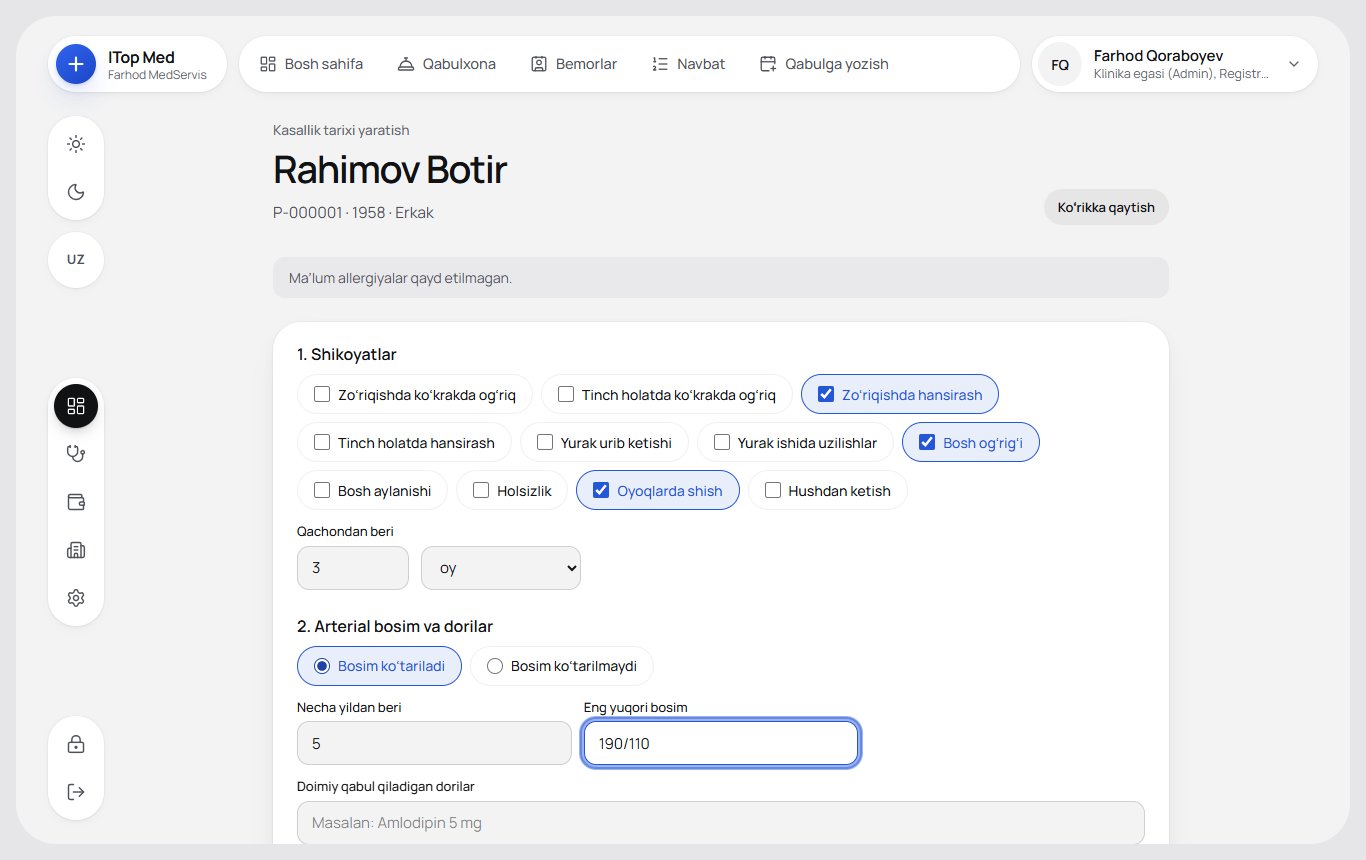 ITop Med
Farhod MedServis
Bosh sahifa
Qabulxona
Bemorlar
Navbat
Qabulga yozish
FQ
Farhod Qoraboyev
Klinika egasi (Admin), Registr...
UZ
Kasallik tarixi yaratish
Rahimov Botir
P-000001 · 1958 · Erkak
Koʻrikka qaytish
Maʼlum allergiyalar qayd etilmagan.
1. Shikoyatlar
Zoʻriqishda koʻkrakda ogʻriq
Tinch holatda koʻkrakda ogʻriq
Zoʻriqishda hansirash
Tinch holatda hansirash
Yurak urib ketishi
Yurak ishida uzilishlar
Bosh ogʻrigʻi
Bosh aylanishi
Holsizlik
Oyoqlarda shish
Hushdan ketish
Qachondan beri
3
oy
2. Arterial bosim va dorilar
Bosim koʻtariladi
Bosim koʻtarilmaydi
Necha yildan beri
Eng yuqori bosim
5
190/110
Doimiy qabul qiladigan dorilar
Masalan: Amlodipin 5 mg